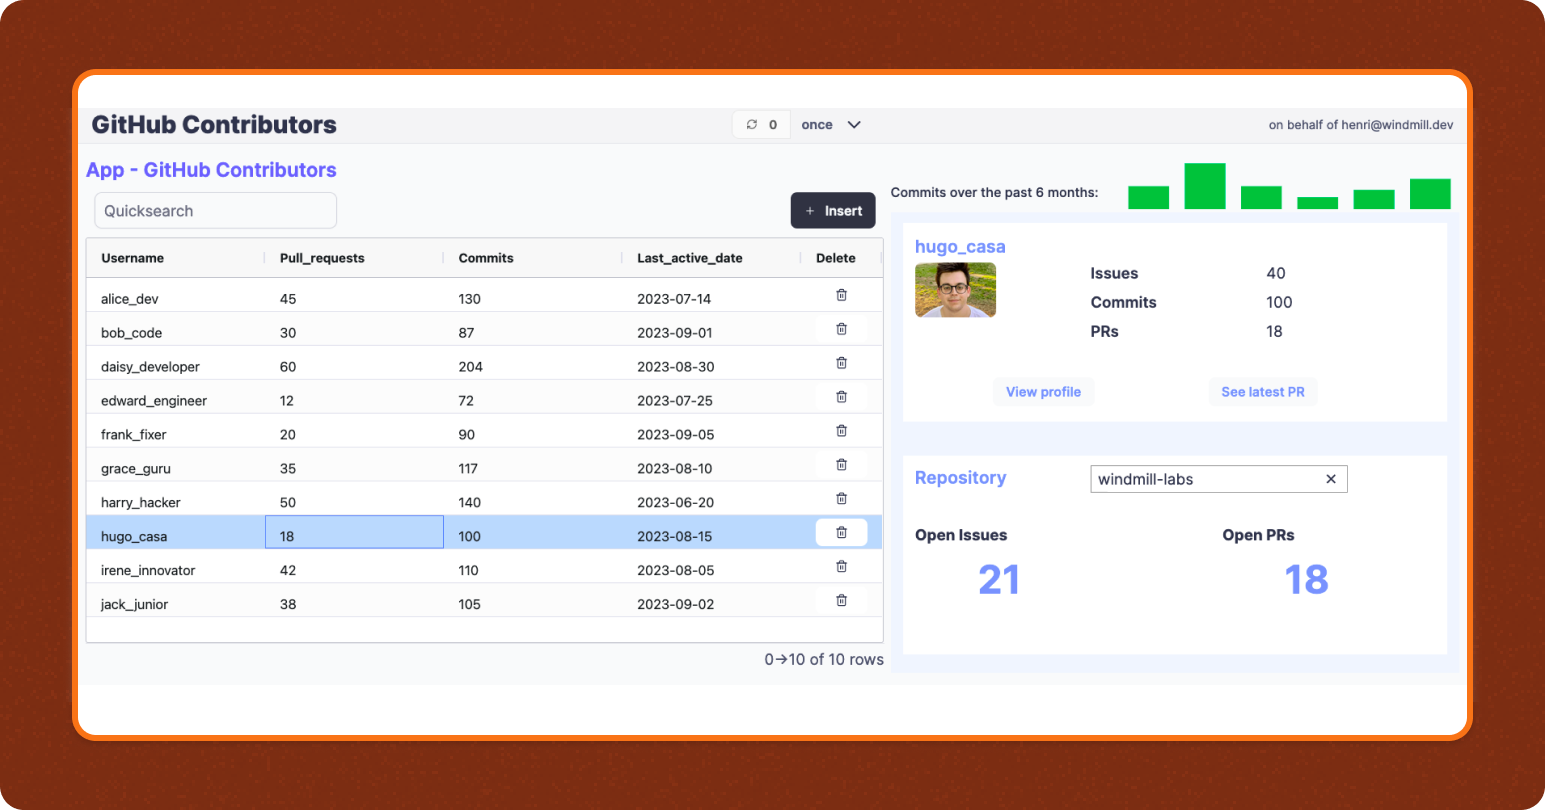 GitHub Contributors
0 once
on behalf of henri@windmill.dev
App - GitHub Contributors
Quicksearch
+ Insert
Username Pull_requests Commits Last_active_date Delete
alice_dev 45 130 2023-07-14
bob_code 30 87 2023-09-01
daisy_developer 60 204 2023-08-30
edward_engineer 12 72 2023-07-25
frank_fixer 20 90 2023-09-05
grace_guru 35 117 2023-08-10
harry_hacker 50 140 2023-06-20
hugo_casa 18 100 2023-08-15
irene_innovator 42 110 2023-08-05
jack_junior 38 105 2023-09-02
0→10 of 10 rows
Commits over the past 6 months:
hugo_casa
Issues 40
Commits 100
PRs 18
View profile See latest PR
Repository windmill-labs ✕
Open Issues Open PRs
21 18